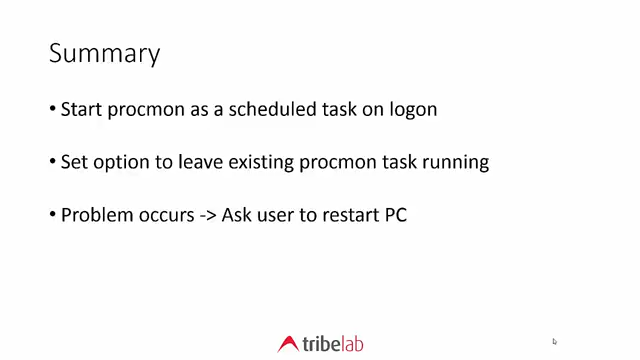 Summary
• Start procmon as a scheduled task on logon
• Set option to leave existing procmon task running
• Problem occurs -> Ask user to restart PC
tribelab